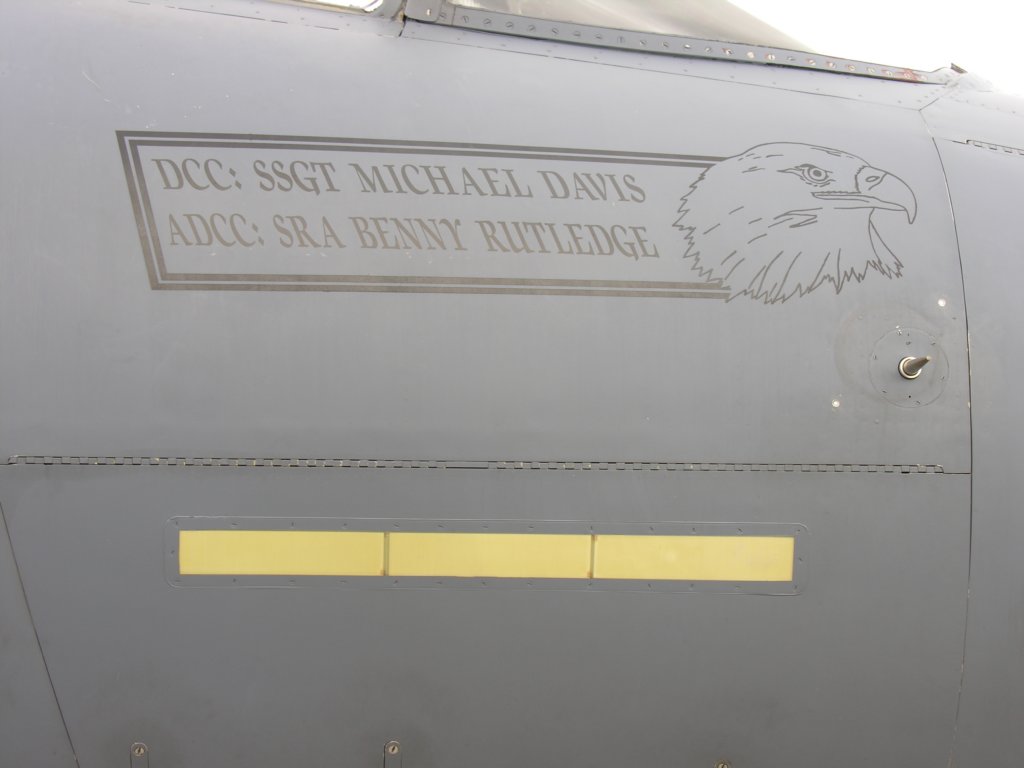 DCC: SSGT MICHAEL DAVIS
ADCC: SRA BENNY RUTLEDGE